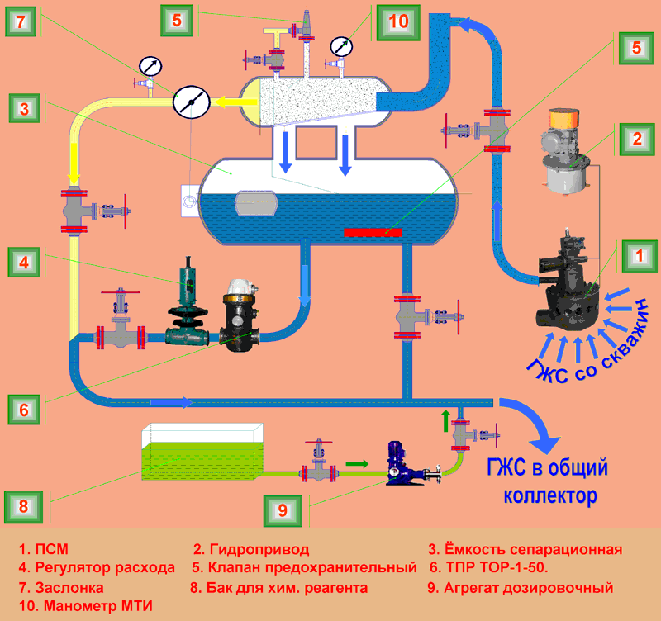 7
5
10
5
3
2
4
1
ГЖС со скважин
6
ГЖС в общий
коллектор
8
9
1. ПСМ 2. Гидропривод 3. Ёмкость сепарационная
4. Регулятор расхода 5. Клапан предохранительный 6. ТПР ТОР-1-50.
7. Заслонка 8. Бак для хим. реагента 9. Агрегат дозировочный
10. Манометр МТИ